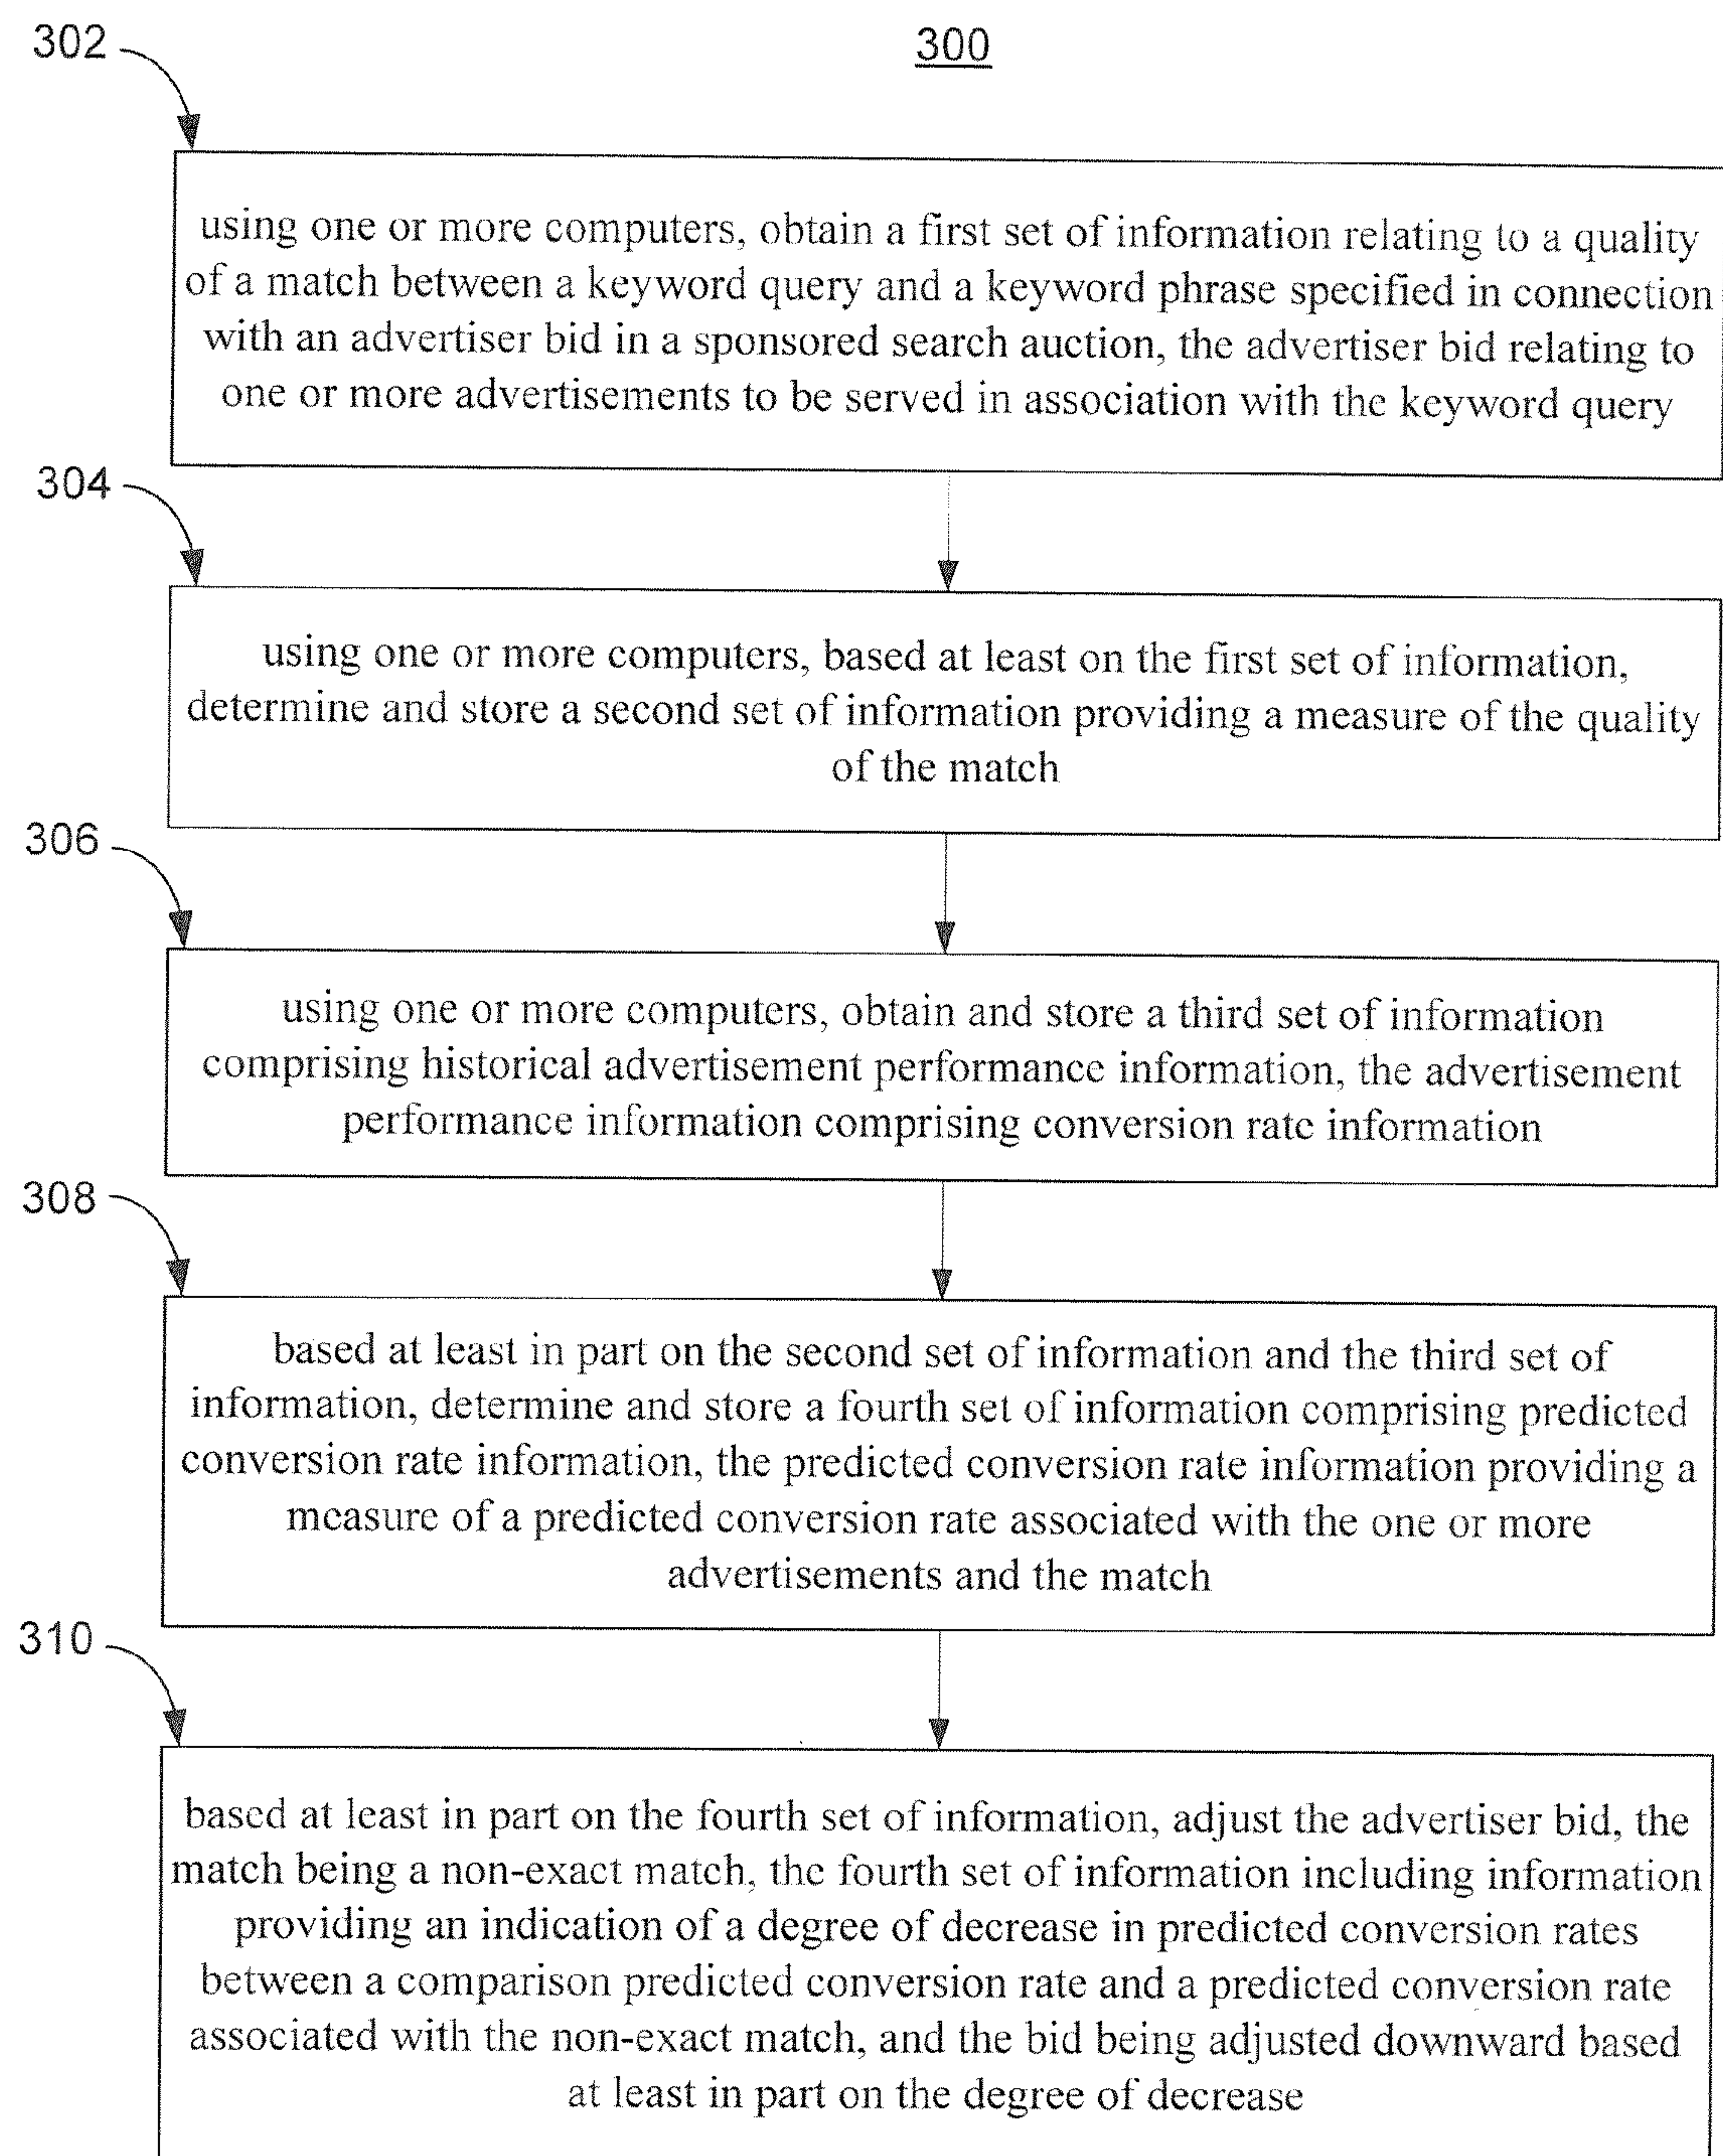 302
300
using one or more computers, obtain a first set of information relating to a quality
of a match between a keyword query and a keyword phrase specified in connection
with an advertiser bid in a sponsored search auction, the advertiser bid relating to
one or more advertisements to be served in association with the keyword query
304
using one or more computers, based at least on the first set of information,
determine and store a second set of information providing a measure of the quality
of the match
306
using one or more computers, obtain and store a third set of information
comprising historical advertisement performance information, the advertisement
performance information comprising conversion rate information
308
based at least in part on the second set of information and the third set of
information, determine and store a fourth set of information comprising predicted
conversion rate information, the predicted conversion rate information providing a
measure of a predicted conversion rate associated with the one or more
advertisements and the match
310
based at least in part on the fourth set of information, adjust the advertiser bid, the
match being a non-exact match, the fourth set of information including information
providing an indication of a degree of decrease in predicted conversion rates
between a comparison predicted conversion rate and a predicted conversion rate
associated with the non-exact match, and the bid being adjusted downward based
at least in part on the degree of decrease